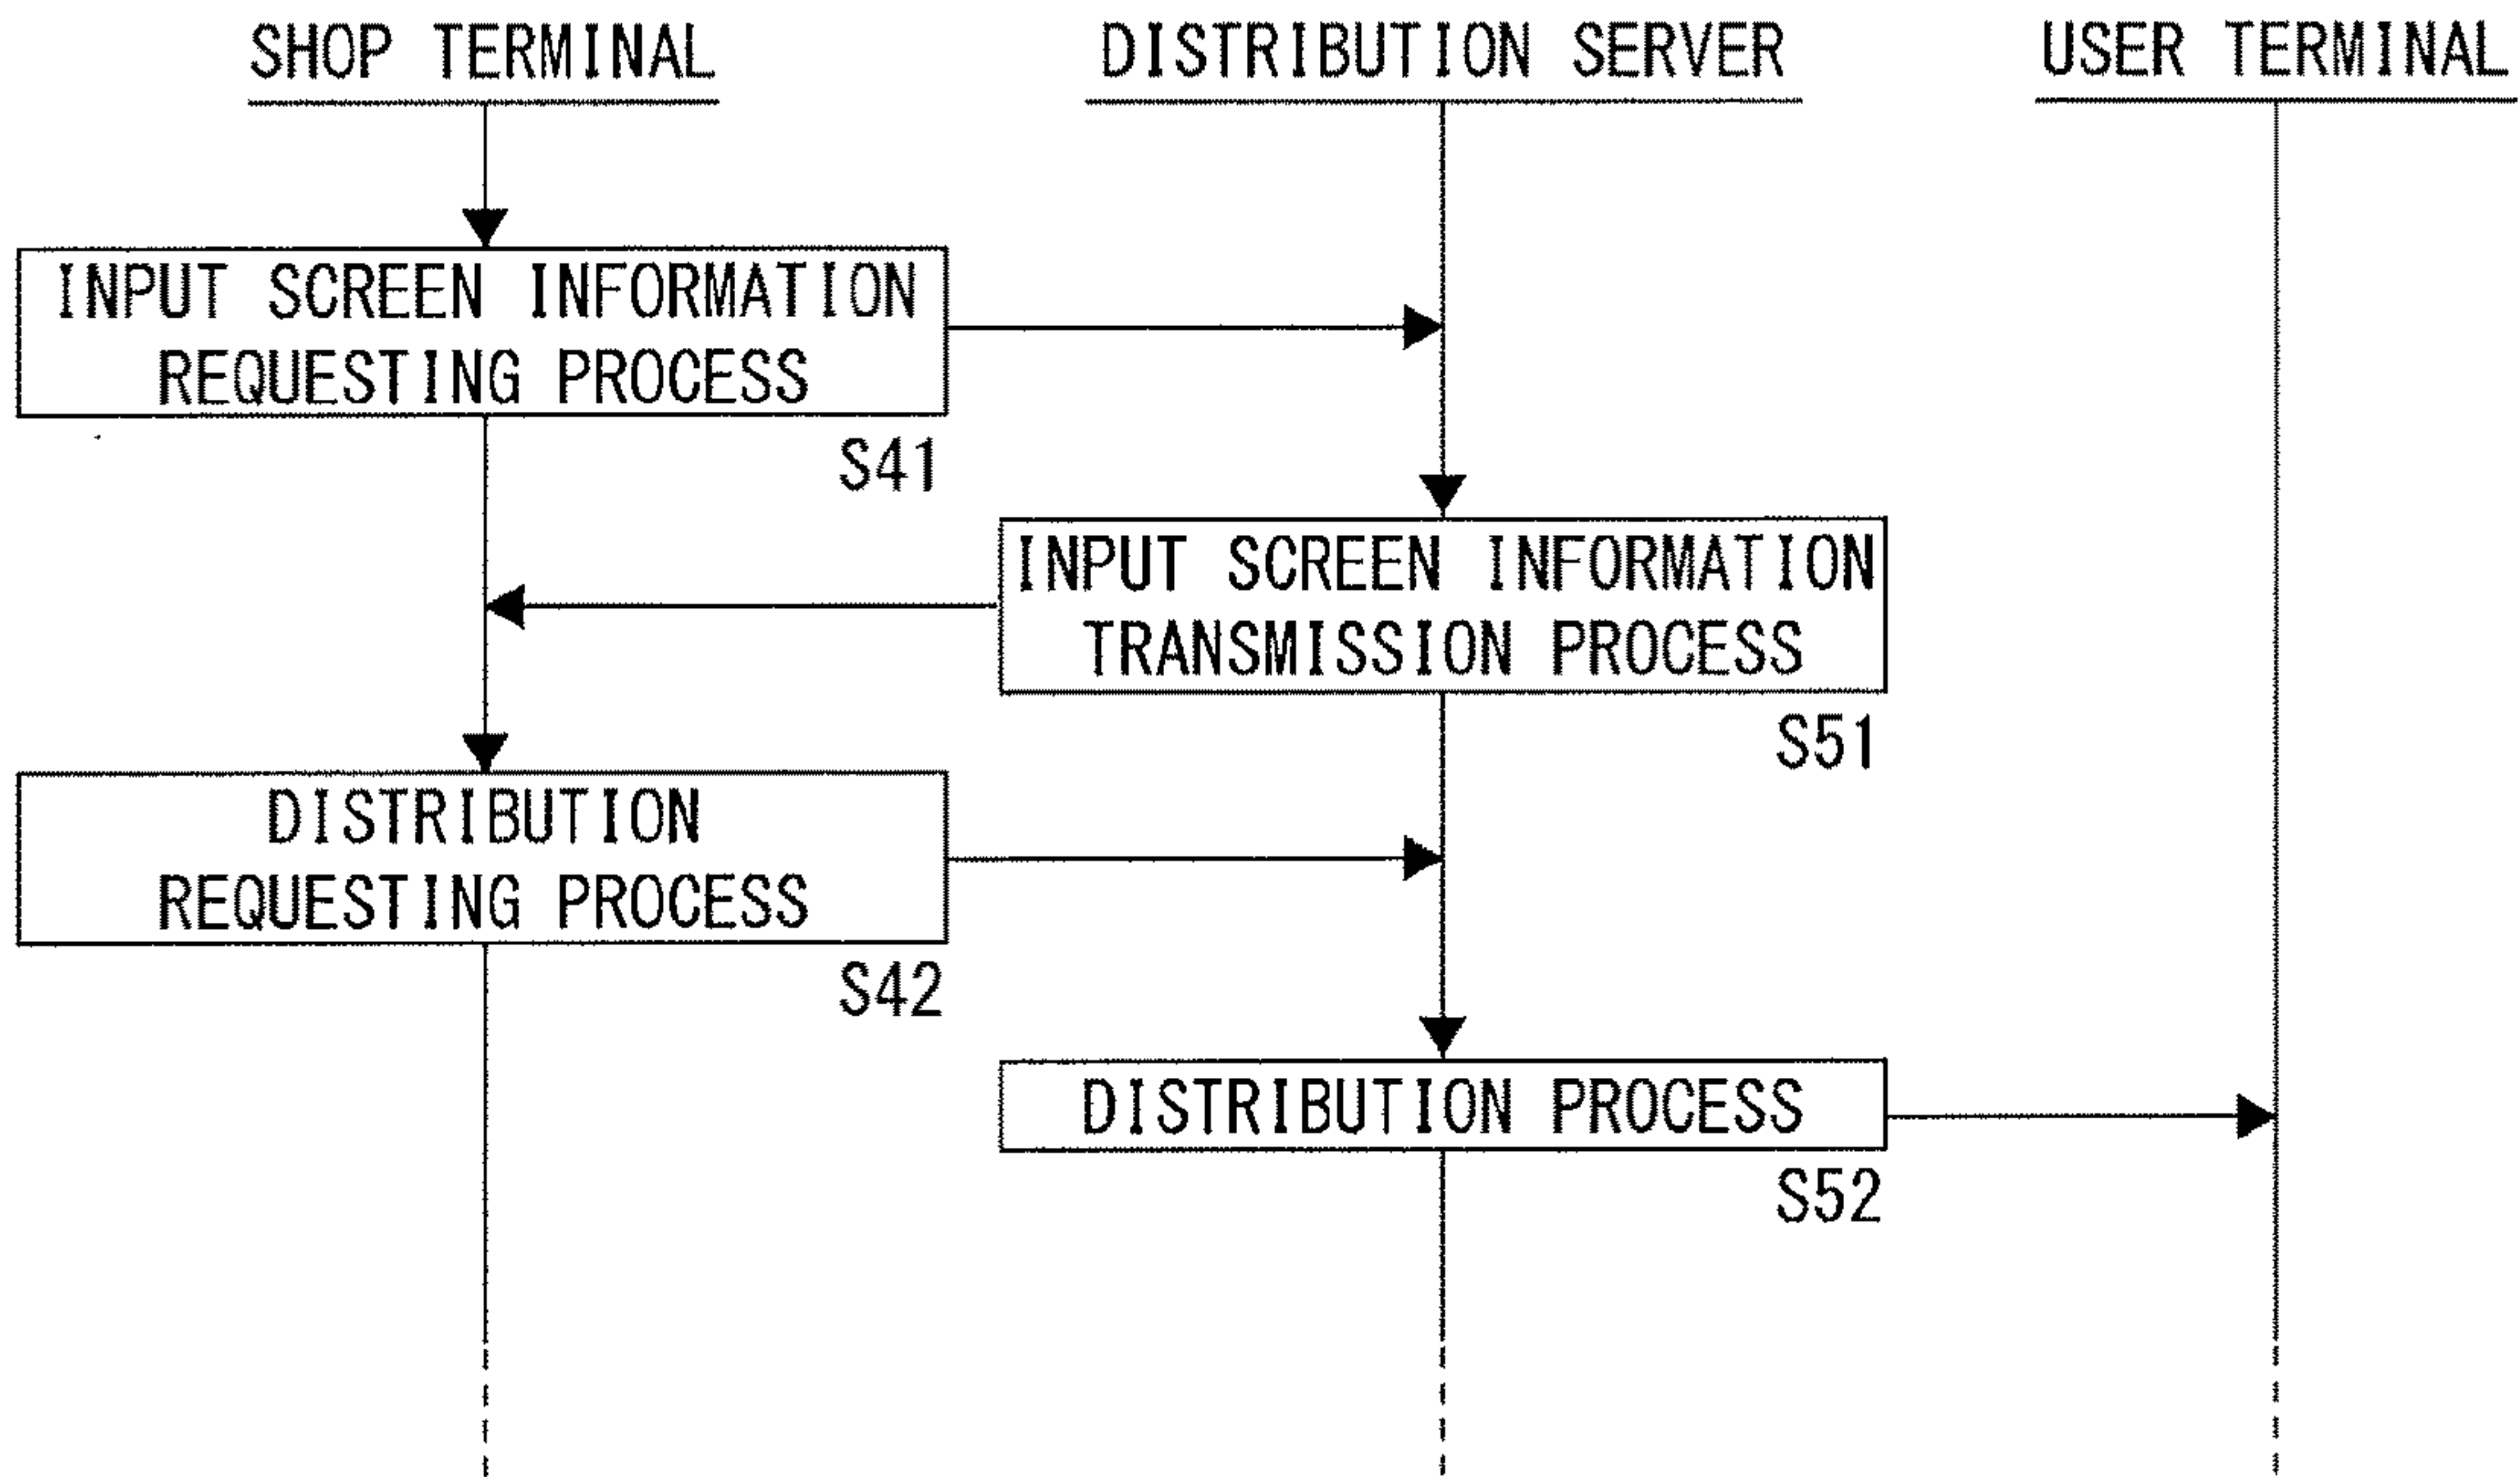 SHOP TERMINAL
DISTRIBUTION SERVER
USER TERMINAL
INPUT SCREEN INFORMATION
REQUESTING PROCESS
S41
INPUT SCREEN INFORMATION
TRANSMISSION PROCESS
S51
DISTRIBUTION
REQUESTING PROCESS
S42
DISTRIBUTION PROCESS
S52